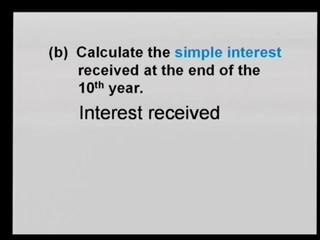 (b) Calculate the simple interest
received at the end of the
10th year.
Interest received